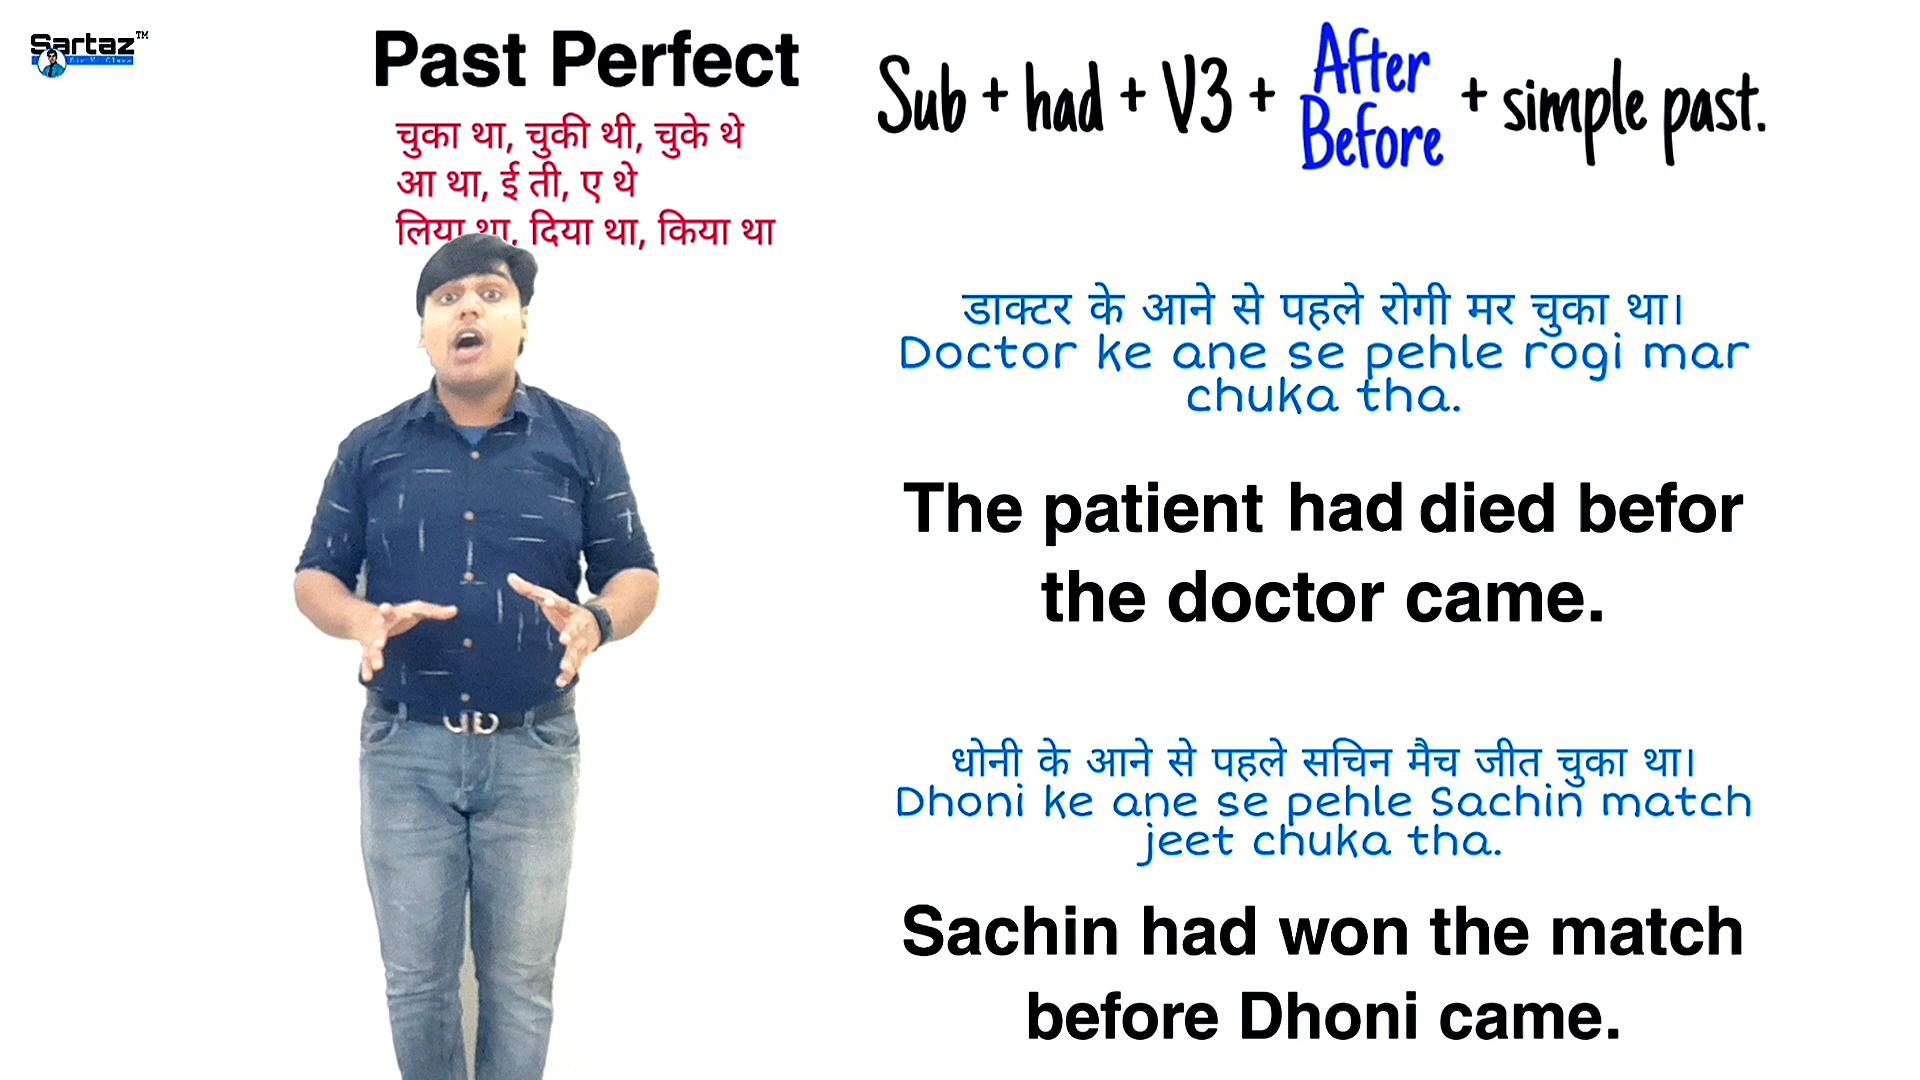 Sartaz™
Past Perfect
चुका था, चुकी थी, चुके थे
आ था, ई ती, ए थे
लिया था, दिया था, किया था
Sub + had + V3 + After Before + simple past.
डाक्टर के आने से पहले रोगी मर चुका था।
Doctor ke ane se pehle rogi mar
chuka tha.
The patient had died befor
the doctor came.
धोनी के आने से पहले सचिन मैच जीत चुका था।
Dhoni ke ane se pehle Sachin match
jeet chuka tha.
Sachin had won the match
before Dhoni came.